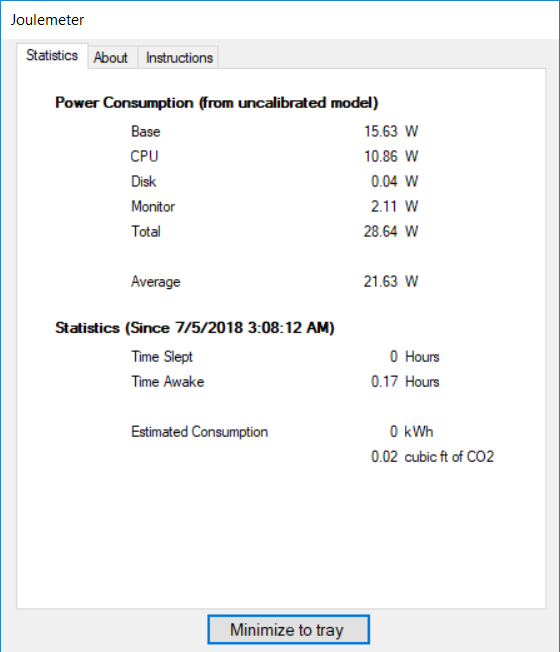 Joulemeter
Statistics About Instructions
Power Consumption (from uncalibrated model)
Base 15.63 W
CPU 10.86 W
Disk 0.04 W
Monitor 2.11 W
Total 28.64 W
Average 21.63 W
Statistics (Since 7/5/2018 3:08:12 AM)
Time Slept 0 Hours
Time Awake 0.17 Hours
Estimated Consumption 0 kWh
0.02 cubic ft of CO2
Minimize to tray